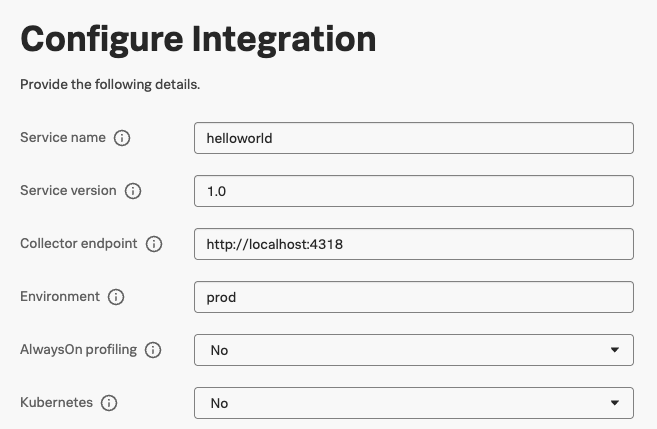 Configure Integration
Provide the following details.
Service name helloworld
Service version 1.0
Collector endpoint http://localhost:4318
Environment prod
AlwaysOn profiling No
Kubernetes No